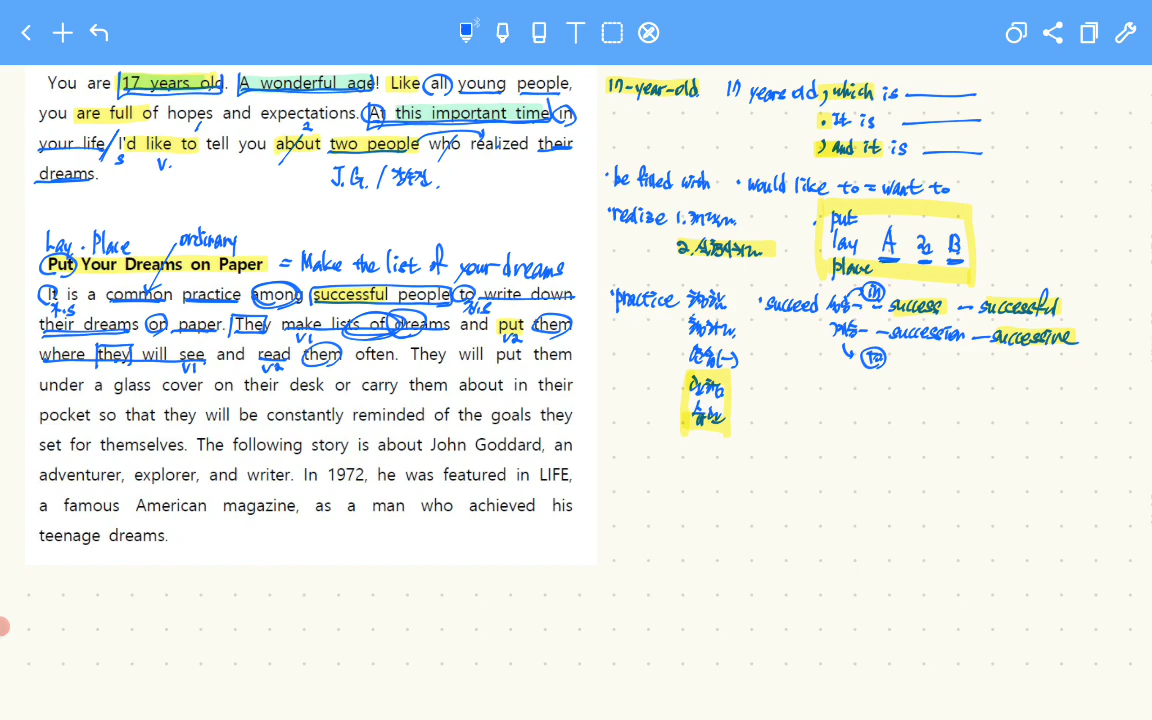 You are 17 years old. A wonderful age! Like all young people,
you are full of hopes and expectations. At this important time in
your life, I'd like to tell you about two people who realized their
dreams.
J.G. /
Lay . Place
ordinary
Put Your Dreams on Paper = Make the list of your dreams
It is a common practice among successful people to write down
their dreams on paper. They make lists of dreams and put them
where they will see and read them often. They will put them
under a glass cover on their desk or carry them about in their
pocket so that they will be constantly reminded of the goals they
set for themselves. The following story is about John Goddard, an
adventurer, explorer, and writer. In 1972, he was featured in LIFE,
a famous American magazine, as a man who achieved his
teenage dreams.
17-year-old 17 years old, which is
. It is
) and it is
· be filled with · would like to = want to
· realize 1.
2.
· put
lay A B
place
· practice
· succeed in - success - successful
- succession - successive
to